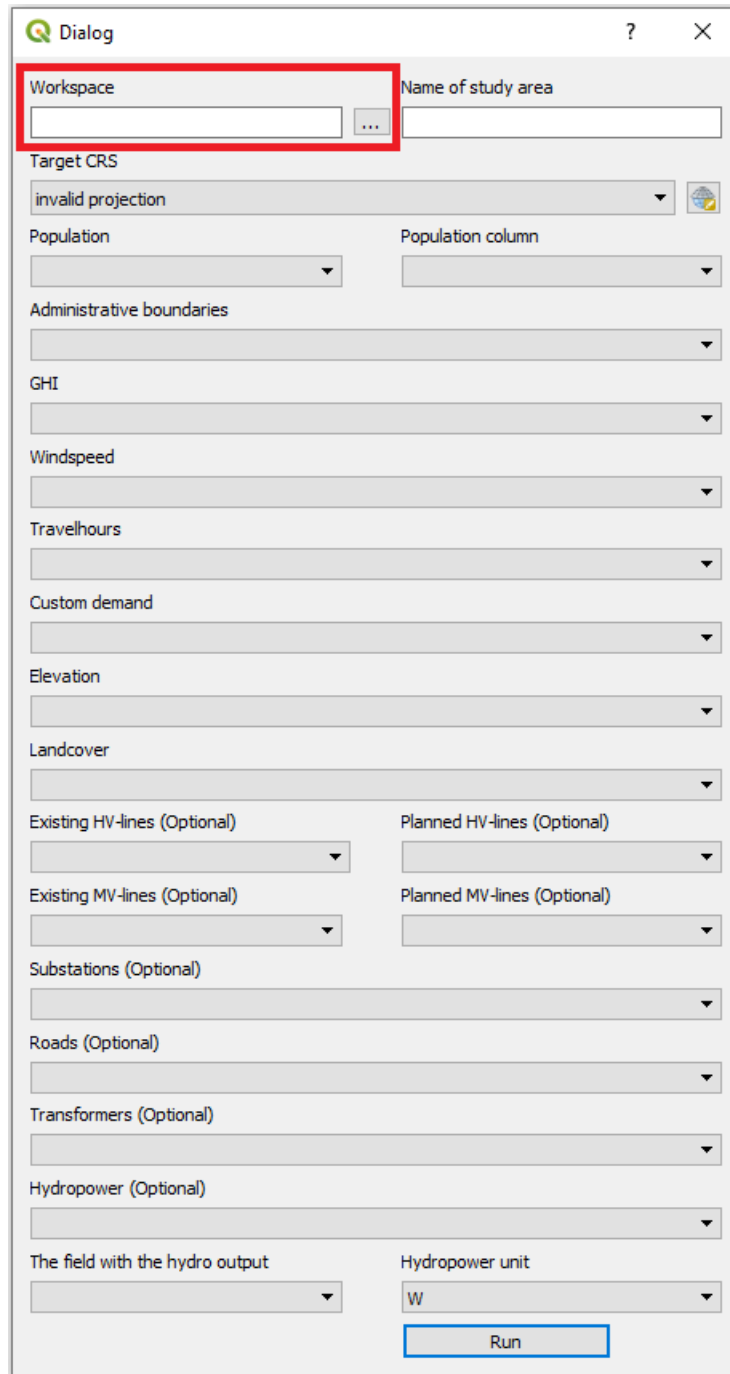 Dialog ? ×
Workspace Name of study area
...
Target CRS
invalid projection
Population Population column
Administrative boundaries
GHI
Windspeed
Travelhours
Custom demand
Elevation
Landcover
Existing HV-lines (Optional) Planned HV-lines (Optional)
Existing MV-lines (Optional) Planned MV-lines (Optional)
Substations (Optional)
Roads (Optional)
Transformers (Optional)
Hydropower (Optional)
The field with the hydro output Hydropower unit
W
Run